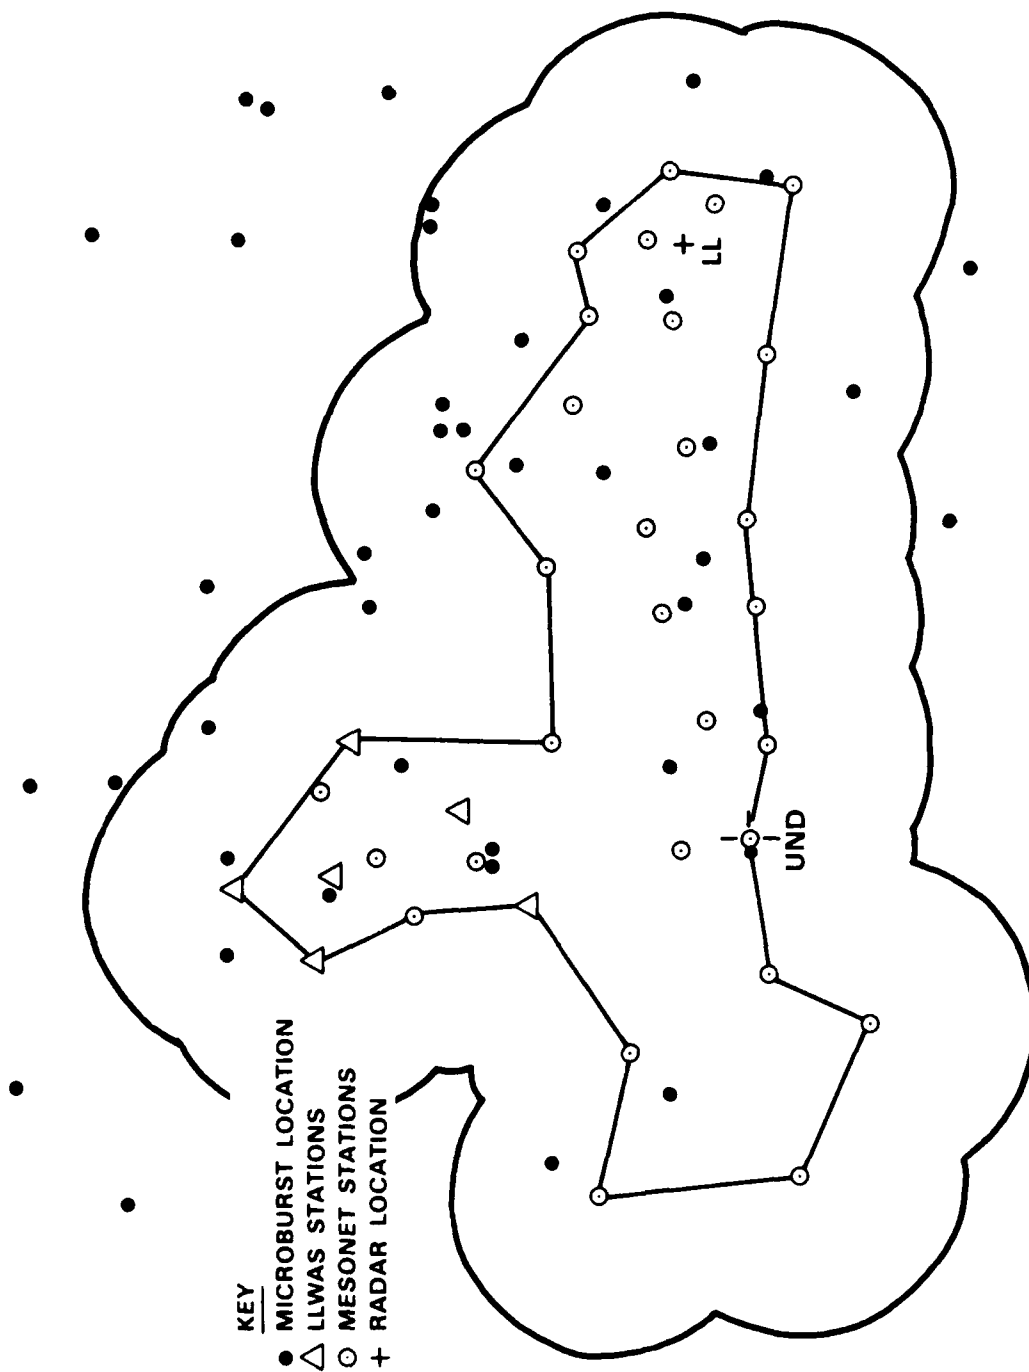 KEY
MICROBURST LOCATION
LLWAS STATIONS
MESONET STATIONS
RADAR LOCATION
UND
LL